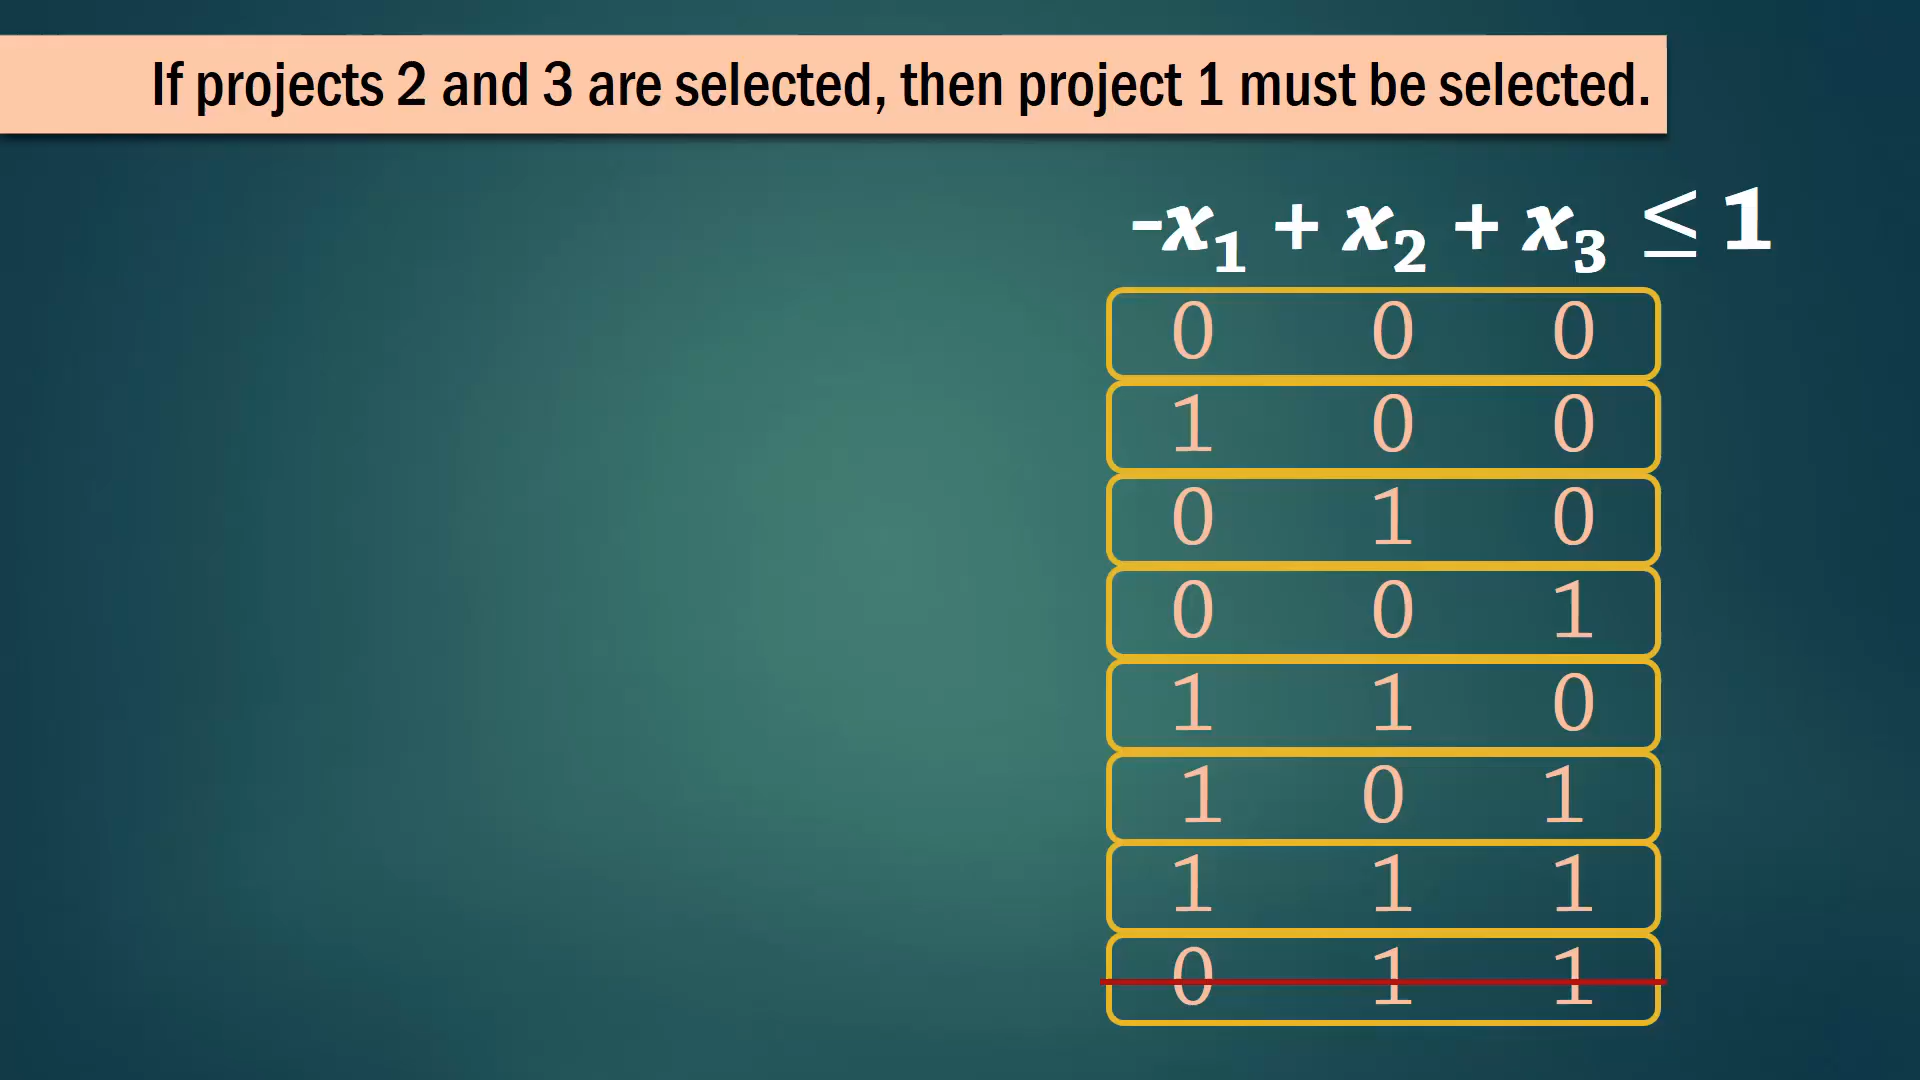 If projects 2 and 3 are selected, then project 1 must be selected.
-x₁ + x₂ + x₃ ≤ 1
0 0 0
1 0 0
0 1 0
0 0 1
1 1 0
1 0 1
1 1 1
0 1 1